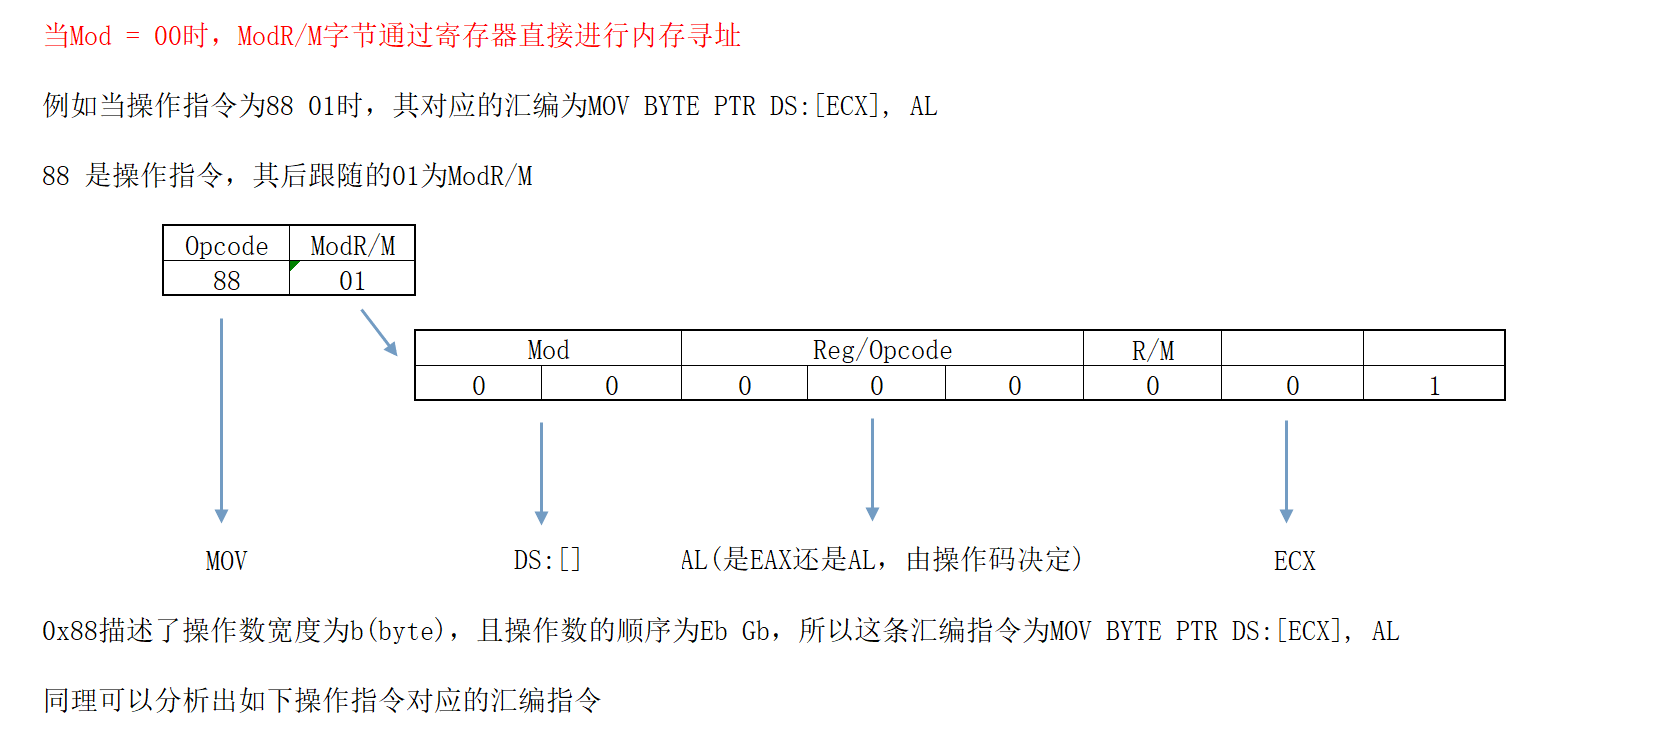 当Mod = 00时，ModR/M字节通过寄存器直接进行内存寻址
例如当操作指令为88 01时，其对应的汇编为MOV BYTE PTR DS:[ECX], AL
88 是操作指令，其后跟随的01为ModR/M
Opcode ModR/M
88 01
Mod Reg/Opcode R/M
0 0 0 0 0 0 0 1
MOV DS:[] AL(是EAX还是AL，由操作码决定) ECX
0x88描述了操作数宽度为b(byte)，且操作数的顺序为Eb Gb，所以这条汇编指令为MOV BYTE PTR DS:[ECX], AL
同理可以分析出如下操作指令对应的汇编指令